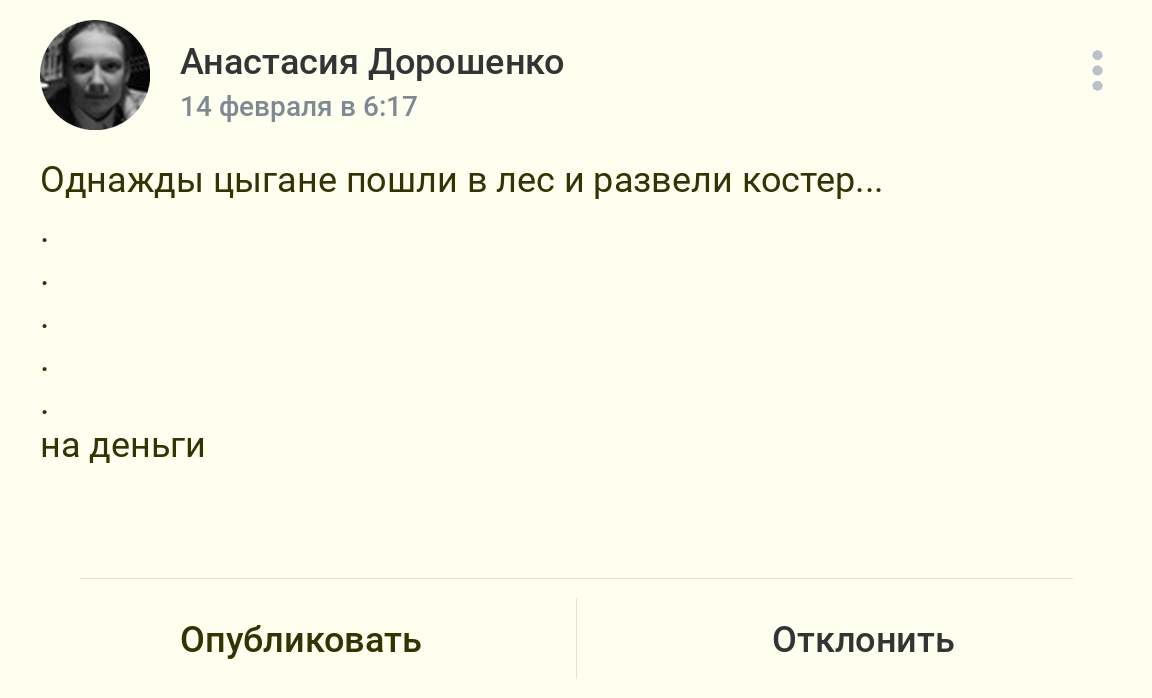 Анастасия Дорошенко
14 февраля в 6:17
Однажды цыгане пошли в лес и развели костер...
.
.
.
.
.
на деньги
Опубликовать
Отклонить